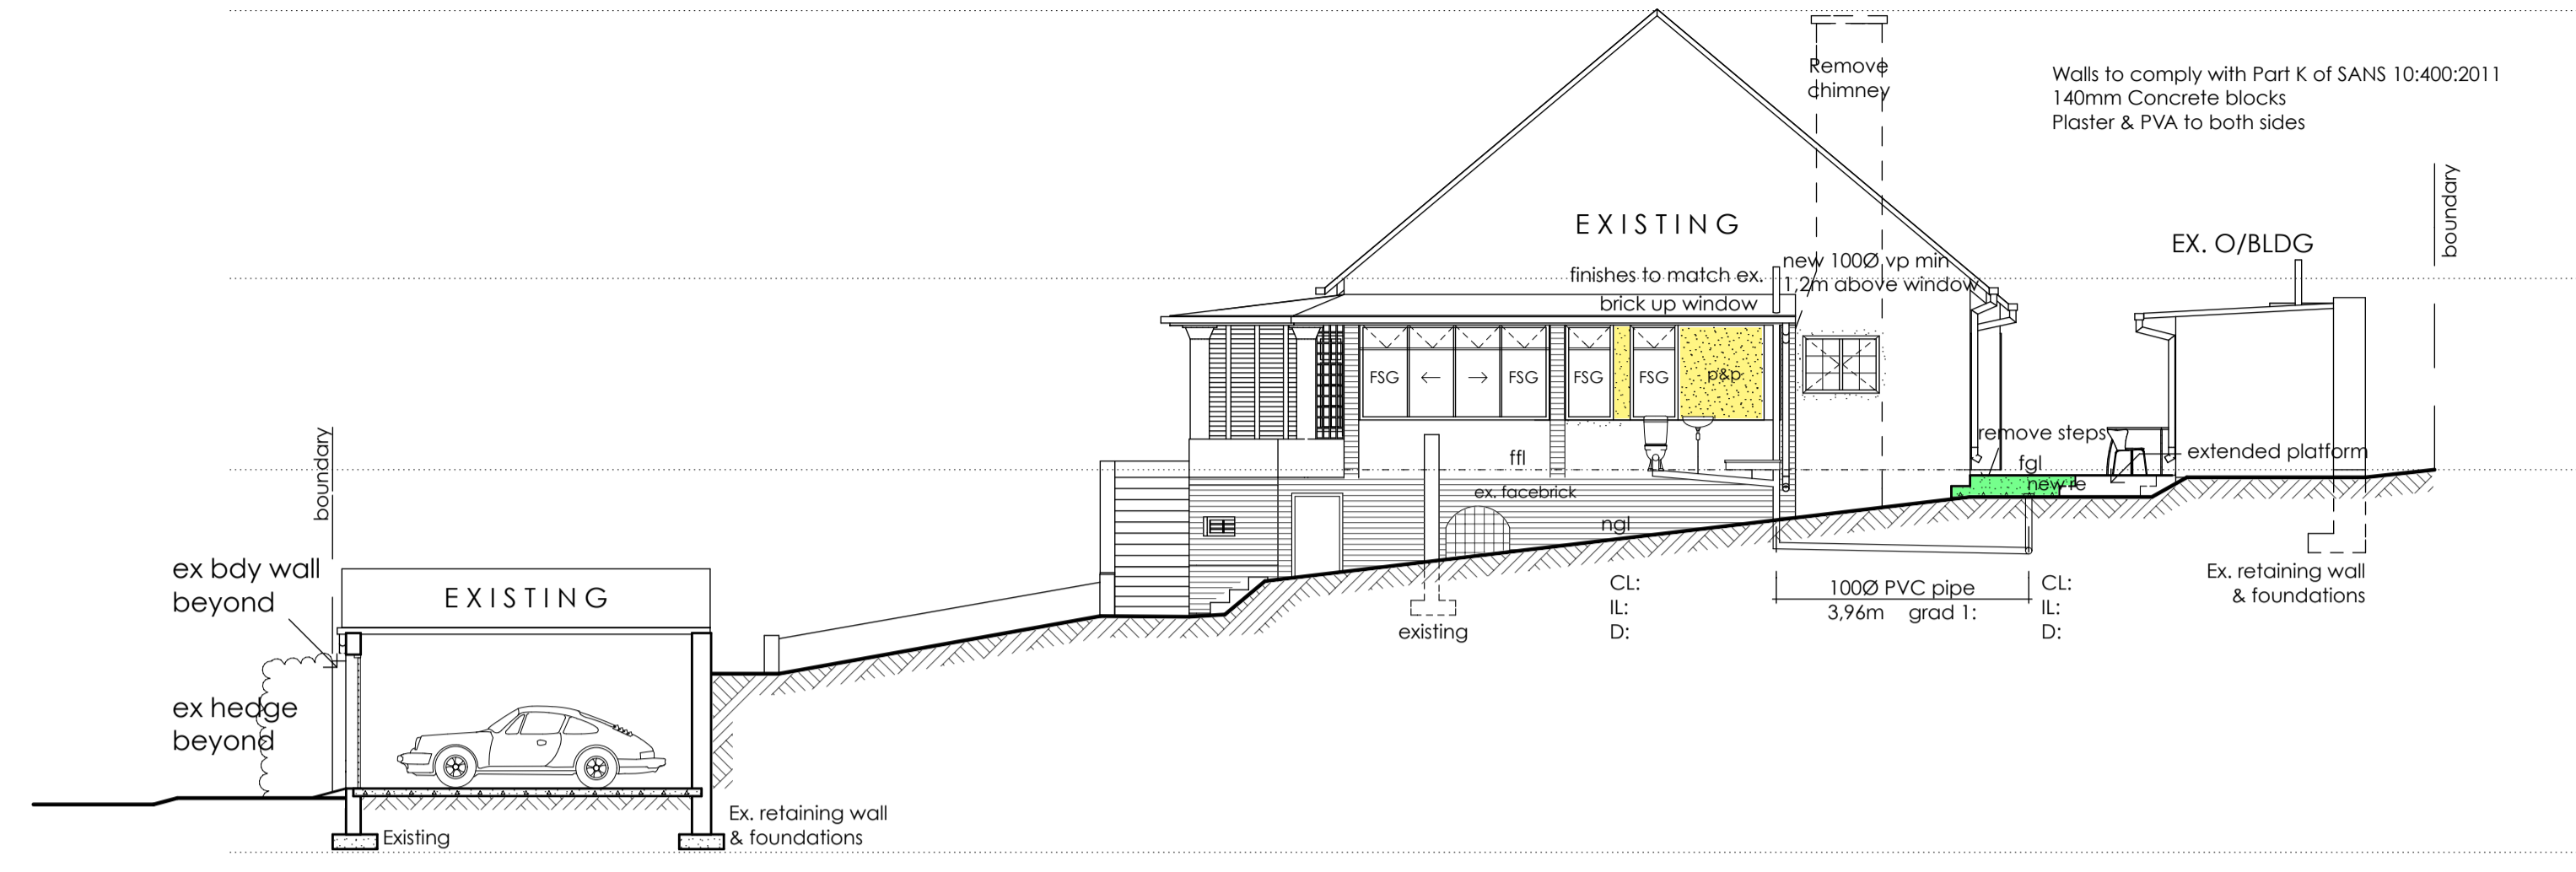 Remove
chimney
Walls to comply with Part K of SANS 10:400:2011
140mm Concrete blocks
Plaster & PVA to both sides
boundary
EXISTING
EX. O/BLDG
finishes to match ex.
new 100Ø vp min
1,2m above window
brick up window
FSG
←
→
FSG
FSG
FSG
p&p
boundary
remove steps
extended platform
ffl
fgl
new re
ex. facebrick
ngl
ex bdy wall
beyond
EXISTING
existing
CL:
IL:
D:
100Ø PVC pipe
3,96m grad 1:
CL:
IL:
D:
Ex. retaining wall
& foundations
ex hedge
beyond
Existing
Ex. retaining wall
& foundations